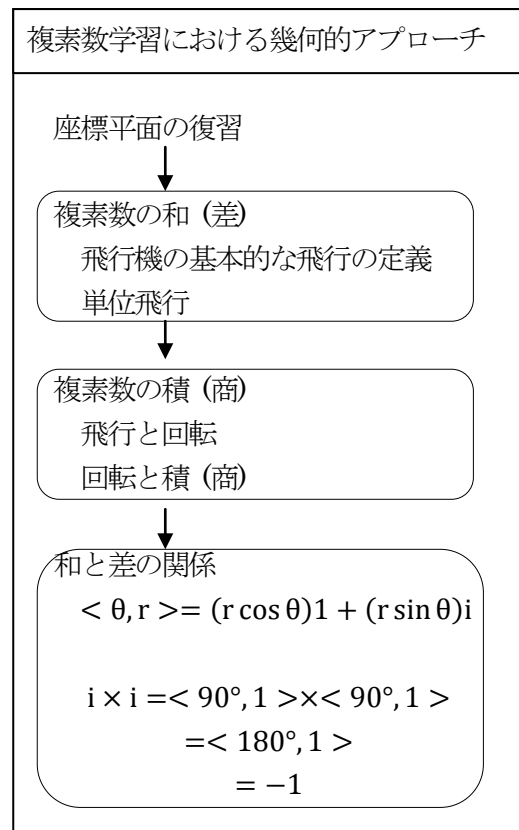 複素数学習における幾何的アプローチ
座標平面の復習
複素数の和 (差)
飛行機の基本的な飛行の定義
単位飛行
複素数の積 (商)
飛行と回転
回転と積 (商)
和と差の関係
< θ, r >= (r cos θ)1 + (r sin θ)i
i × i =< 90°, 1 >×< 90°, 1 >
=< 180°, 1 >
= −1